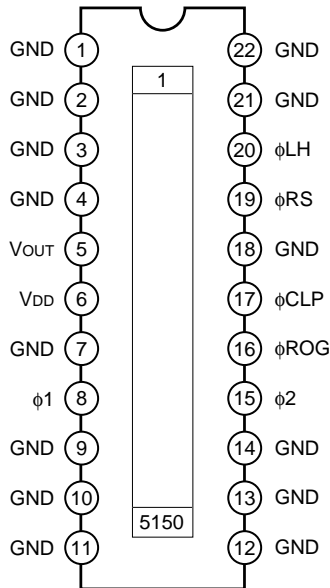 GND 1 22 GND
1
GND 2 21 GND
GND 3 20 ϕLH
GND 4 19 ϕRS
VOUT 5 18 GND
VDD 6 17 ϕCLP
GND 7 16 ϕROG
ϕ1 8 15 ϕ2
GND 9 14 GND
GND 10 13 GND
5150
GND 11 12 GND